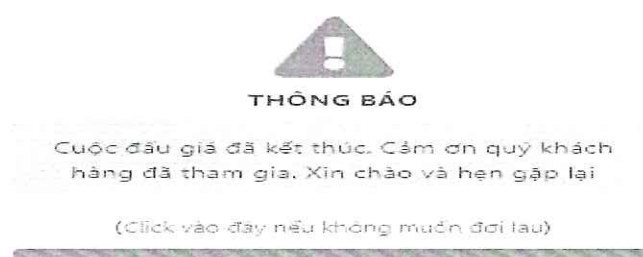 THÔNG BÁO
Cuộc đấu giá đã kết thúc. Cảm ơn quý khách
hàng đã tham gia. Xin chào và hẹn gặp lại
(Click vào đây nếu không muốn đợi lâu)